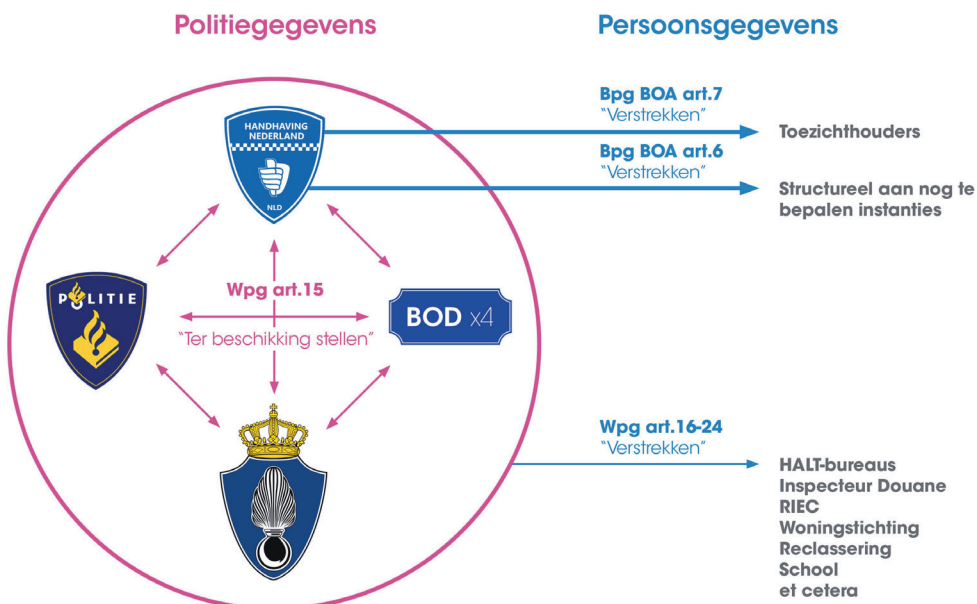 Politiegegevens
Persoonsgegevens
Bpg BOA art.7
"Verstrekken"
Toezichthouders
Bpg BOA art.6
"Verstrekken"
Structureel aan nog te
bepalen instanties
HANDHAVING
NEDERLAND
NLD
POLITIE
Wpg art.15
"Ter beschikking stellen"
BOD x4
Wpg art.16-24
"Verstrekken"
HALT-bureaus
Inspecteur Douane
RIEC
Woningstichting
Reclassering
School
et cetera